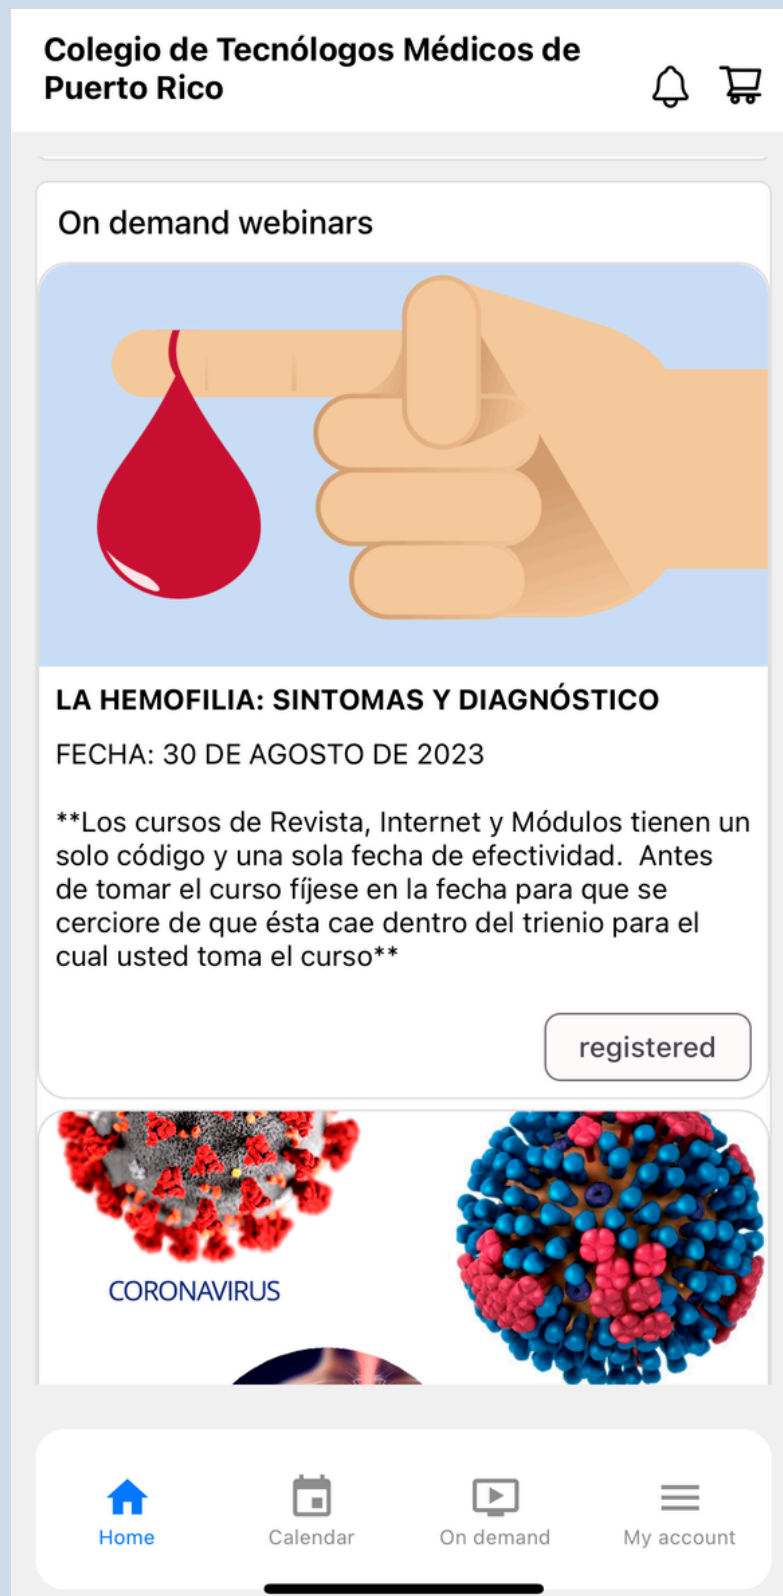 Colegio de Tecnólogos Médicos de
Puerto Rico
On demand webinars
LA HEMOFILIA: SINTOMAS Y DIAGNÓSTICO
FECHA: 30 DE AGOSTO DE 2023
**Los cursos de Revista, Internet y Módulos tienen un
solo código y una sola fecha de efectividad.  Antes
de tomar el curso fíjese en la fecha para que se
cerciore de que ésta cae dentro del trienio para el
cual usted toma el curso**
registered
CORONAVIRUS
Home
Calendar
On demand
My account